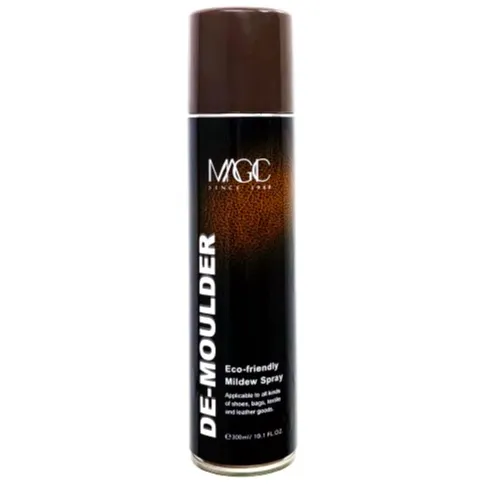 MAGIC
SINCE 1968
DE-MOULDER
Eco-friendly
Mildew Spray
Applicable to all kinds
of shoes, bags, textile
and leather goods.
℮300ml/ 10.1 FL.OZ